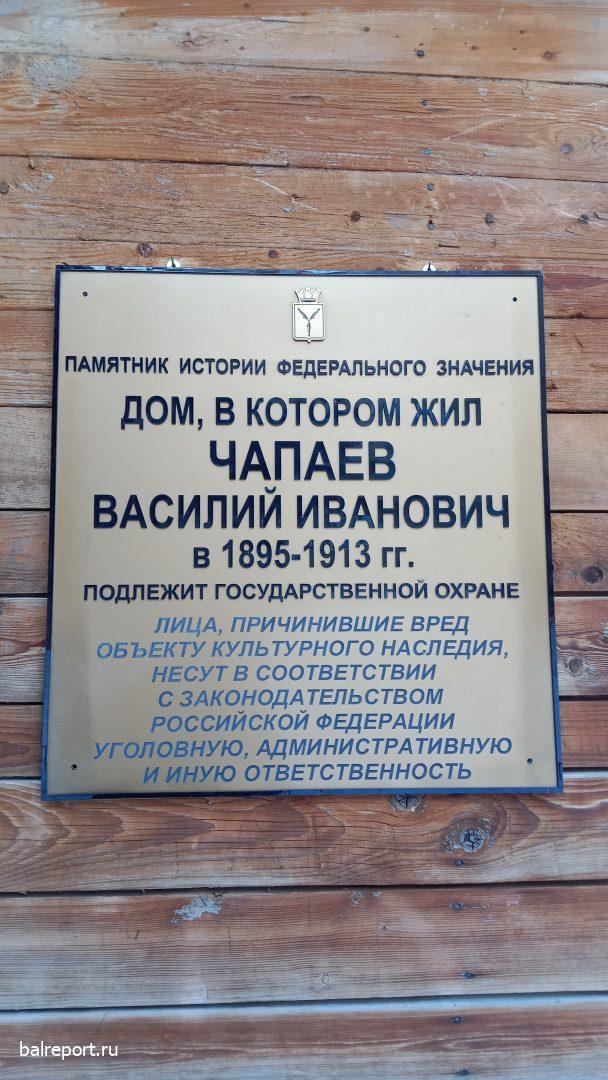 ПАМЯТНИК ИСТОРИИ ФЕДЕРАЛЬНОГО ЗНАЧЕНИЯ
ДОМ, В КОТОРОМ ЖИЛ
ЧАПАЕВ
ВАСИЛИЙ ИВАНОВИЧ
в 1895-1913 гг.
ПОДЛЕЖИТ ГОСУДАРСТВЕННОЙ ОХРАНЕ
ЛИЦА, ПРИЧИНИВШИЕ ВРЕД
ОБЪЕКТУ КУЛЬТУРНОГО НАСЛЕДИЯ,
НЕСУТ В СООТВЕТСТВИИ
С ЗАКОНОДАТЕЛЬСТВОМ
РОССИЙСКОЙ ФЕДЕРАЦИИ
УГОЛОВНУЮ, АДМИНИСТРАТИВНУЮ
И ИНУЮ ОТВЕТСТВЕННОСТЬ
balreport.ru